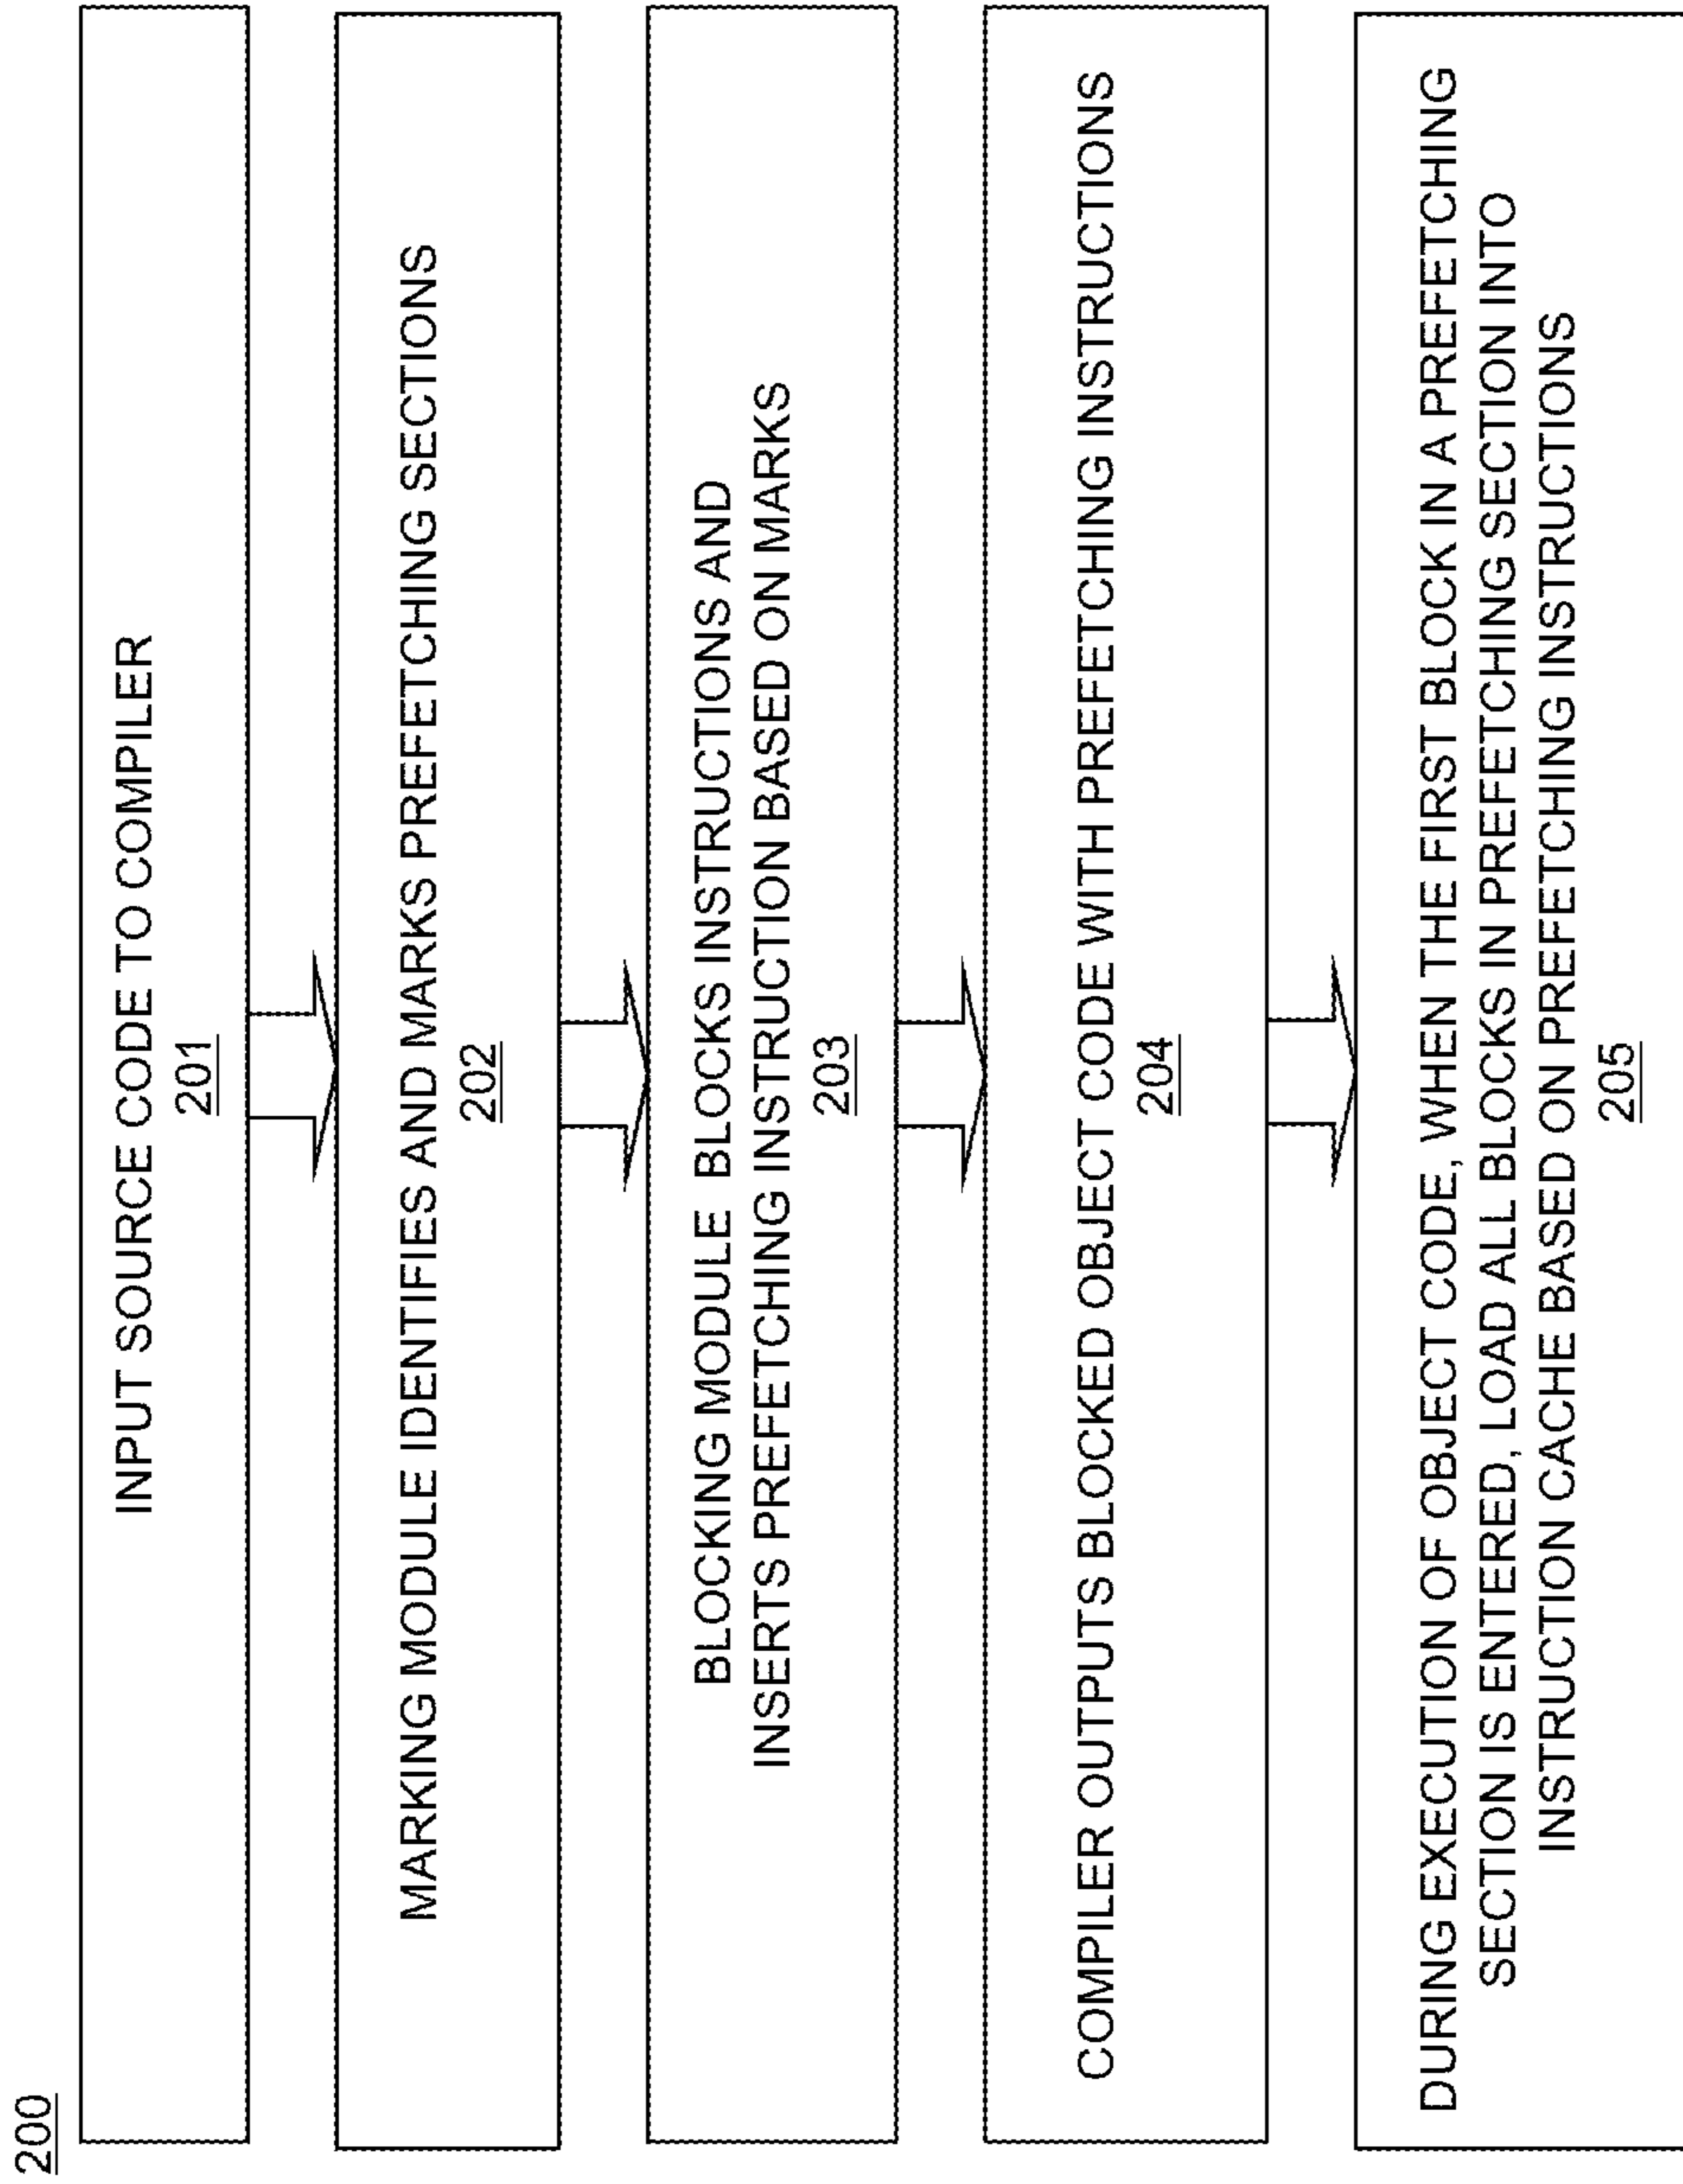 200
INPUT SOURCE CODE TO COMPILER
201
MARKING MODULE IDENTIFIES AND MARKS PREFETCHING SECTIONS
202
BLOCKING MODULE BLOCKS INSTRUCTIONS AND
INSERTS PREFETCHING INSTRUCTION BASED ON MARKS
203
COMPILER OUTPUTS BLOCKED OBJECT CODE WITH PREFETCHING INSTRUCTIONS
204
DURING EXECUTION OF OBJECT CODE, WHEN THE FIRST BLOCK IN A PREFETCHING
SECTION IS ENTERED, LOAD ALL BLOCKS IN PREFETCHING SECTION INTO
INSTRUCTION CACHE BASED ON PREFETCHING INSTRUCTIONS
205